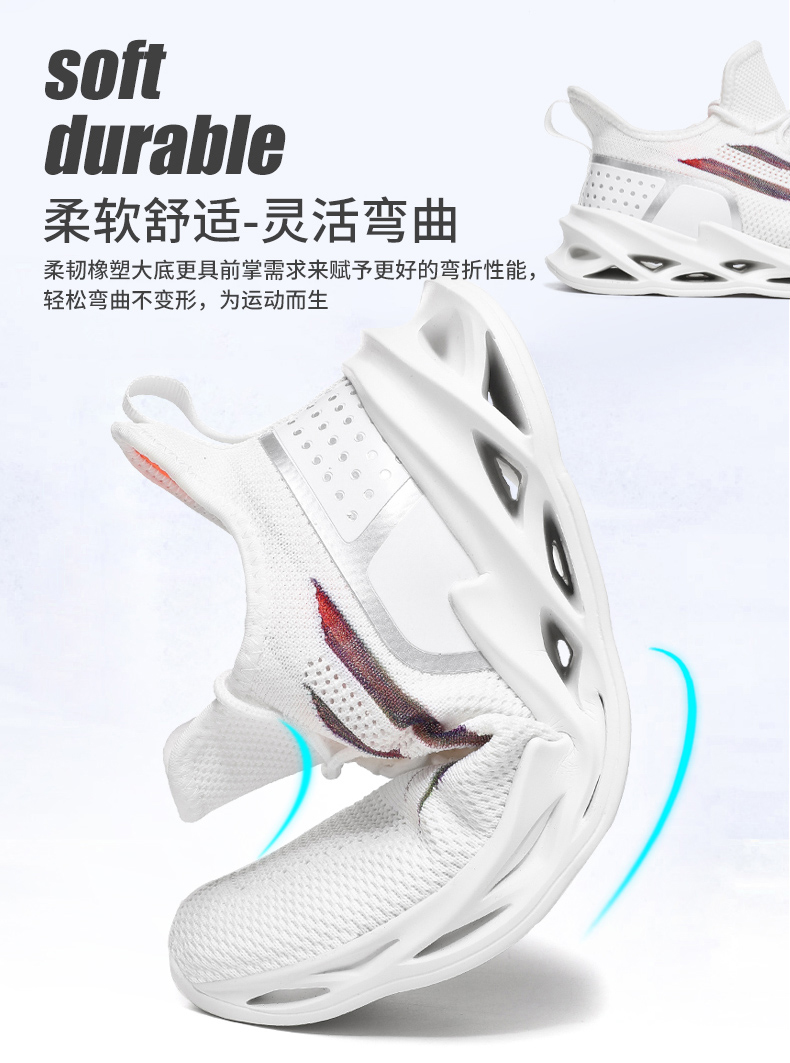 soft
durable
柔软舒适-灵活弯曲
柔韧橡塑大底更具前掌需求来赋予更好的弯折性能，
轻松弯曲不变形，为运动而生